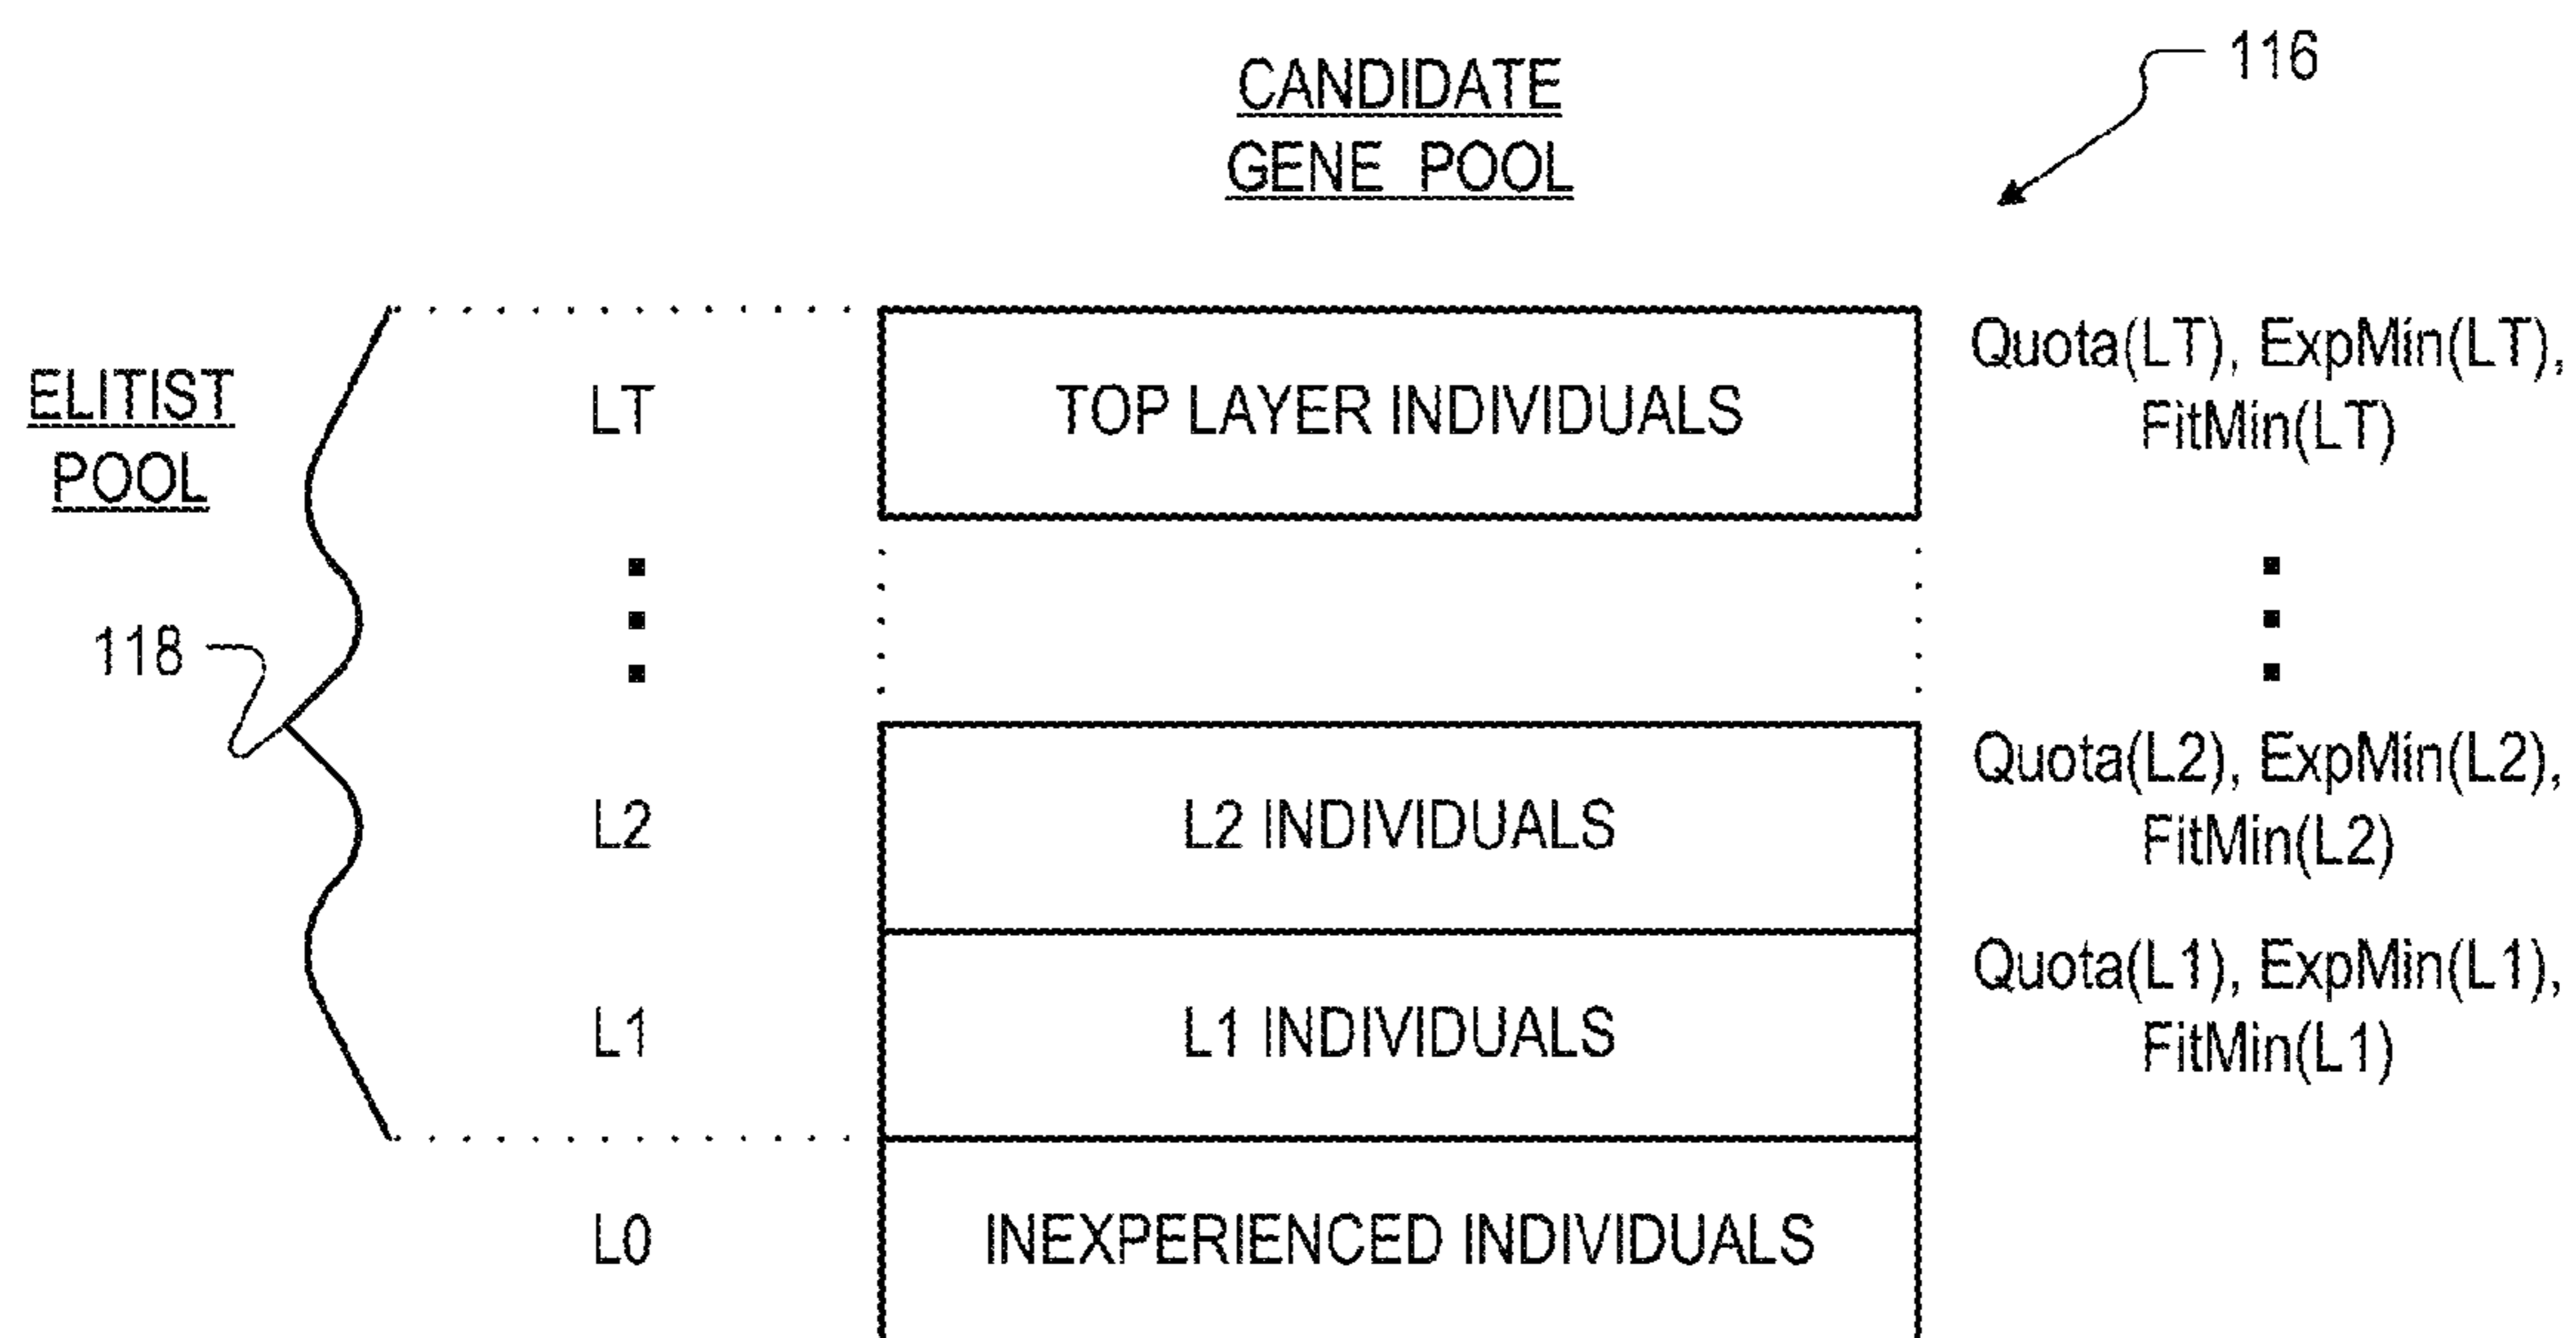 116
CANDIDATE
GENE POOL
ELITIST
POOL
118
LT
TOP LAYER INDIVIDUALS
Quota(LT), ExpMin(LT),
FitMin(LT)
L2
L2 INDIVIDUALS
Quota(L2), ExpMin(L2),
FitMin(L2)
L1
L1 INDIVIDUALS
Quota(L1), ExpMin(L1),
FitMin(L1)
L0
INEXPERIENCED INDIVIDUALS